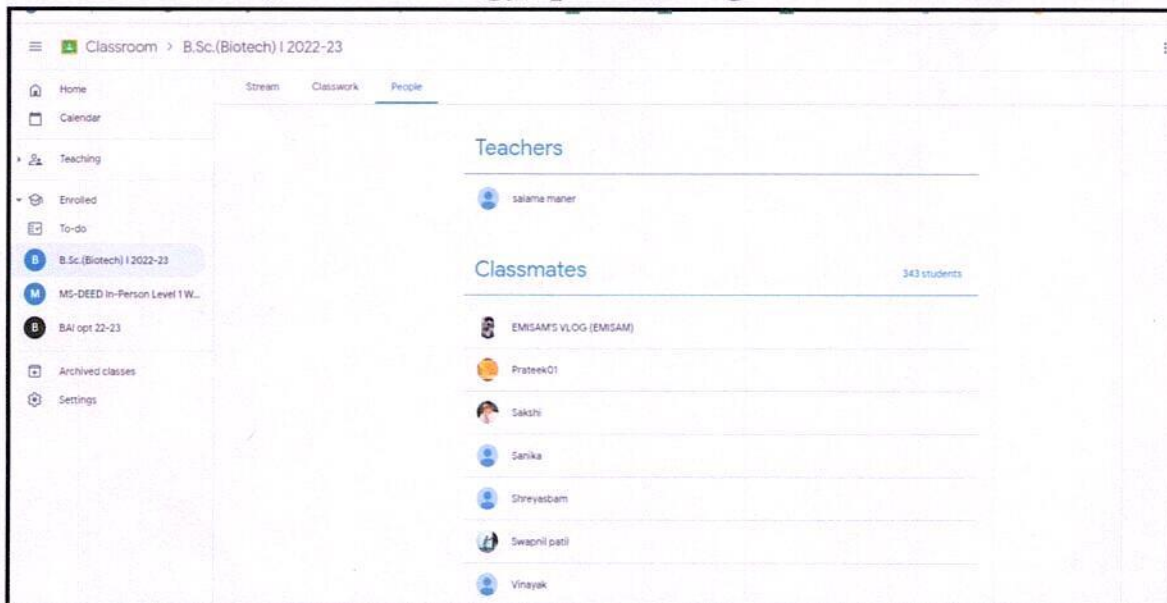 Classroom > B.Sc.(Biotech) I 2022-23
Home
Calendar
Teaching
Enrolled
To-do
B B.Sc.(Biotech) I 2022-23
M MS-DEED In-Person Level 1 W...
B BAI opt 22-23
Archived classes
Settings
Stream Classwork People
Teachers
salama maner
Classmates 343 students
EMISAM'S VLOG (EMISAM)
Prateek01
Sakshi
Sanika
Shreyasbam
Swapnil patil
Vinayak